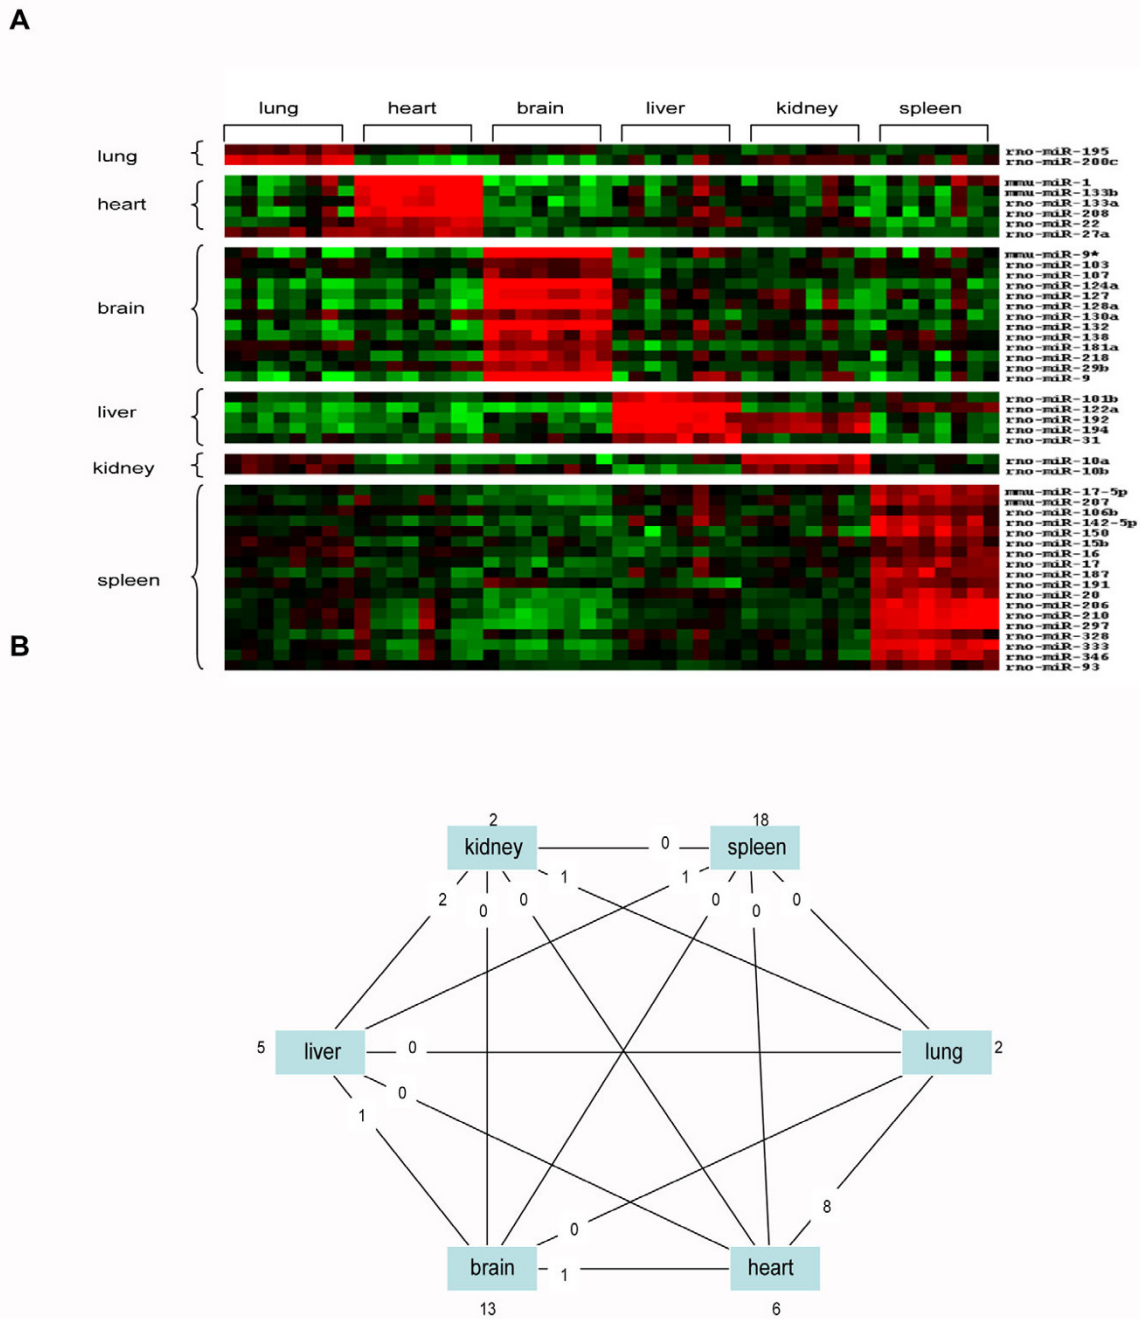 A
lung heart brain liver kidney spleen
lung
rno-miR-195
rno-miR-200c
heart
mmu-miR-1
mmu-miR-133b
rno-miR-133a
rno-miR-208
rno-miR-22
rno-miR-27a
brain
mmu-miR-9*
rno-miR-103
rno-miR-107
rno-miR-124a
rno-miR-127
rno-miR-128a
rno-miR-130a
rno-miR-132
rno-miR-138
rno-miR-181a
rno-miR-218
rno-miR-29b
rno-miR-9
liver
rno-miR-101b
rno-miR-122a
rno-miR-192
rno-miR-194
rno-miR-31
kidney
rno-miR-10a
rno-miR-10b
spleen
mmu-miR-17-5p
mmu-miR-207
rno-miR-106b
rno-miR-142-5p
rno-miR-150
rno-miR-15b
rno-miR-16
rno-miR-17
rno-miR-187
rno-miR-191
rno-miR-20
rno-miR-206
rno-miR-210
rno-miR-297
rno-miR-328
rno-miR-333
rno-miR-346
rno-miR-93
B
2 18
kidney 0 spleen
1 1
2 0 0 0 0 0
5 liver 0 lung 2
0
1
8
0
brain 1 heart
13 6